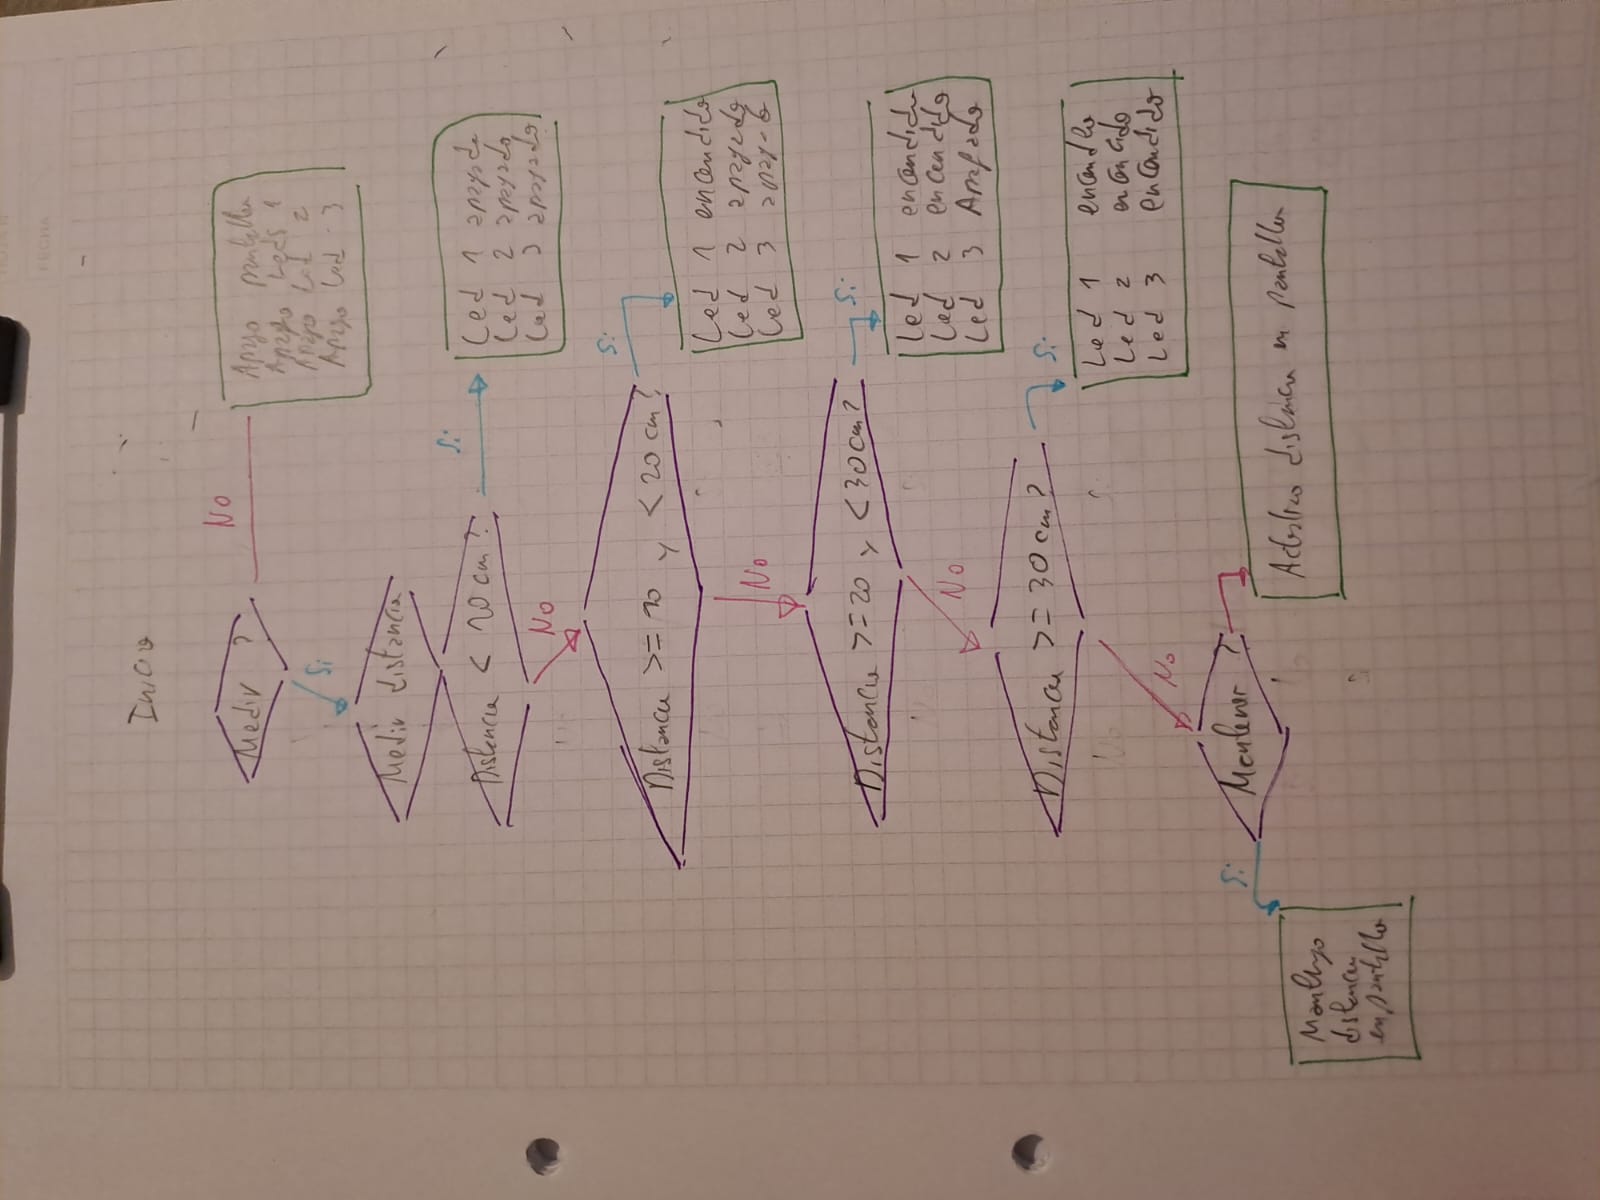 FECHA
Inicio
Medir ?
No
Apago pantalla
Apago Leds 1
Apago Led 2
Apago Led 3
Si
Medir distancia
Distancia < 10 cm?
Si
Led 1 apagado
Led 2 apagado
Led 3 apagado
No
Distancia >= 10 y < 20 cm?
Si
Led 1 encendido
Led 2 apagado
Led 3 apagado
No
Distancia >= 20 y < 30 cm?
Si
Led 1 encendido
Led 2 encendido
Led 3 Apagado
No
Distancia >= 30 cm?
Si
Led 1
Led 2
Led 3 encendido
No
Mantener ?
Si
Mantengo
distancia
en pantalla
distancia en pantalla